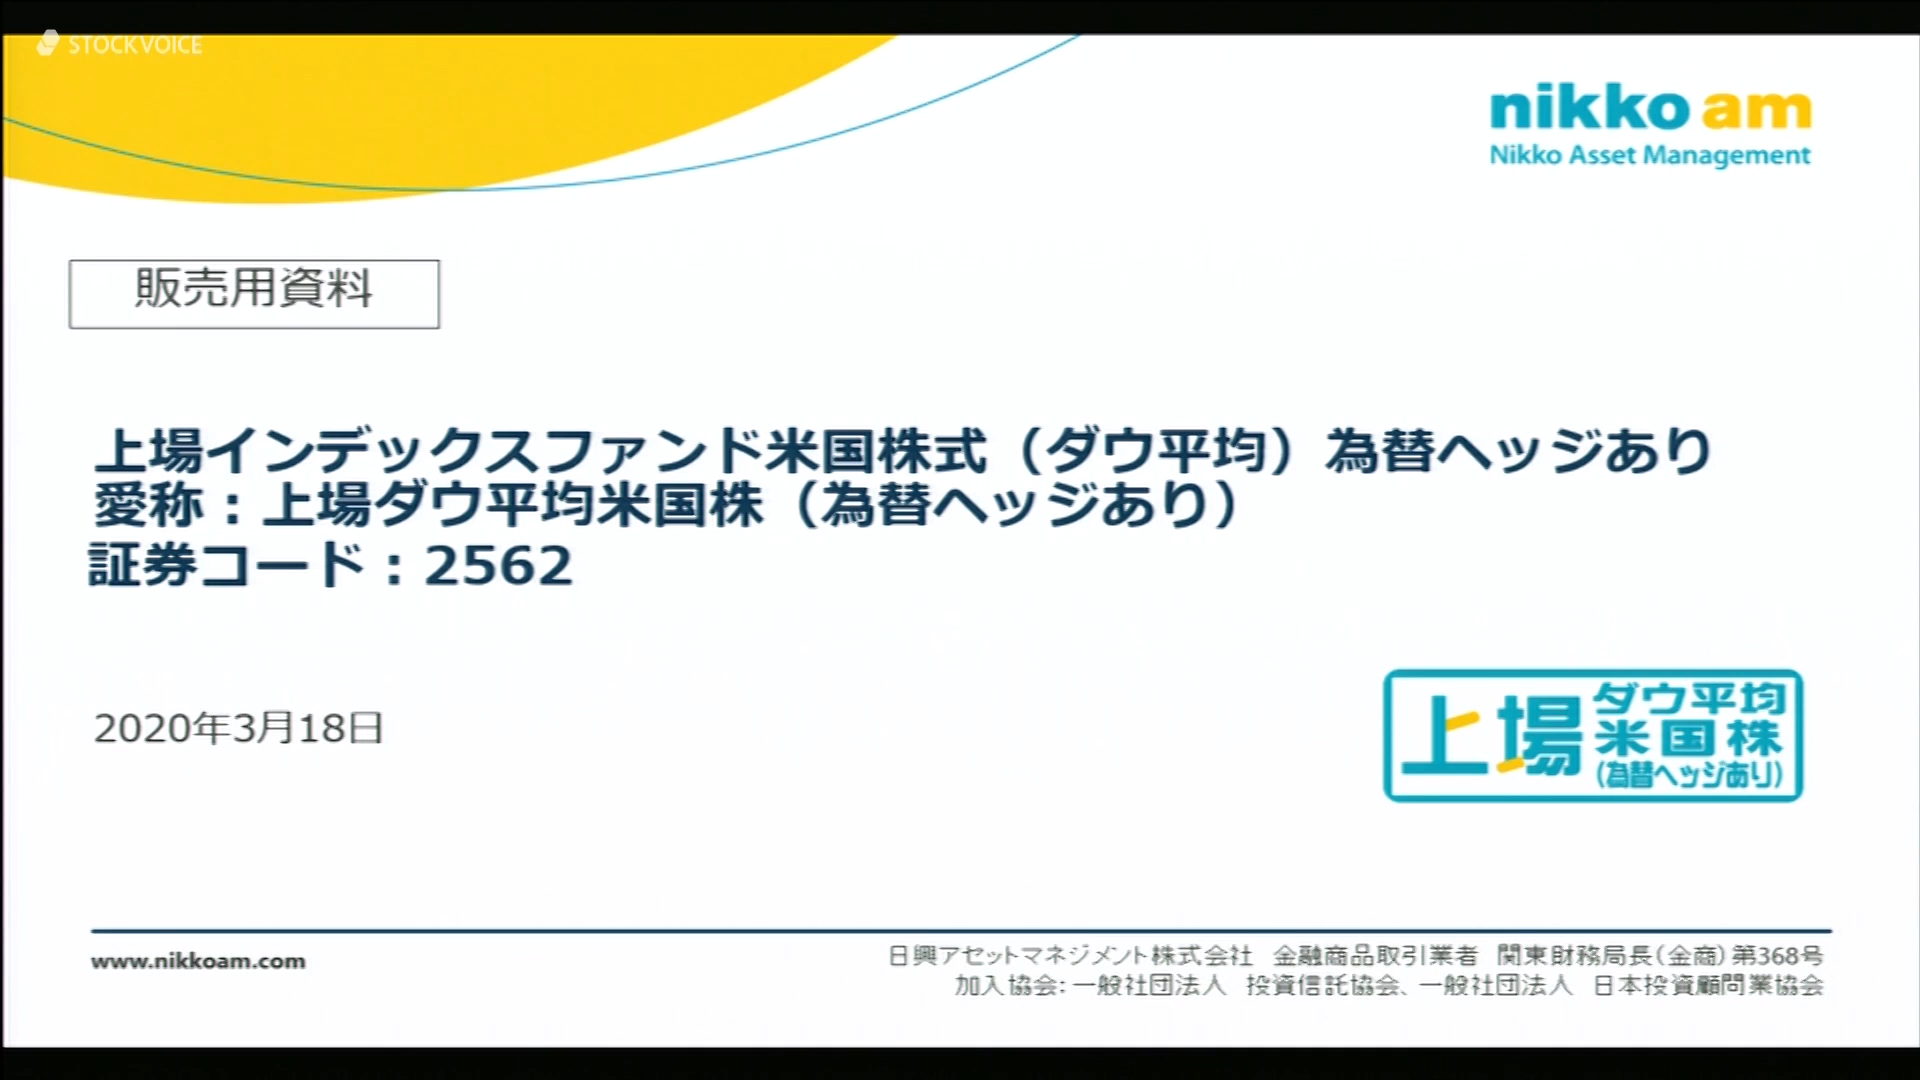 STOCKVOICE
nikko am
Nikko Asset Management
販売用資料
上場インデックスファンド米国株式（ダウ平均）為替ヘッジあり
愛称：上場ダウ平均米国株（為替ヘッジあり）
証券コード：2562
2020年3月18日
上場
ダウ平均
米国株
(為替ヘッジあり)
www.nikkoam.com
日興アセットマネジメント株式会社　金融商品取引業者　関東財務局長（金商）第368号
加入協会：一般社団法人　投資信託協会、一般社団法人　日本投資顧問業協会